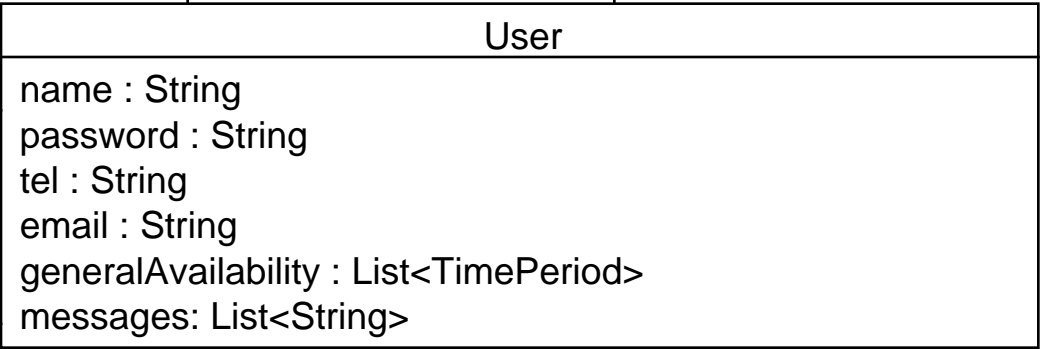 User
name : String
password : String
tel : String
email : String
generalAvailability : List<TimePeriod>
messages: List<String>